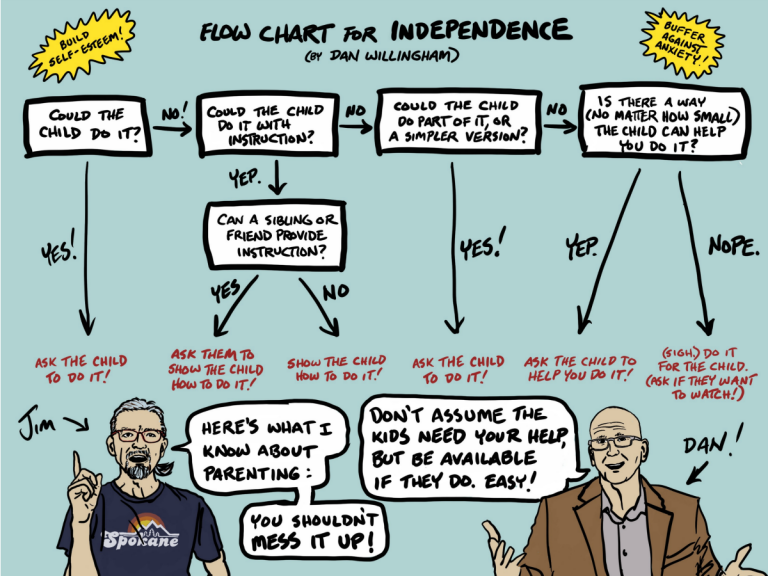 BUILD
SELF-ESTEEM!
FLOW CHART FOR INDEPENDENCE
(BY DAN WILLINGHAM)
BUFFER
AGAINST
ANXIETY!
COULD THE
CHILD DO IT?
NO!
COULD THE CHILD
DO IT WITH
INSTRUCTION?
NO
COULD THE CHILD
DO PART OF IT, OR
A SIMPLER VERSION?
NO
IS THERE A WAY
(NO MATTER HOW SMALL)
THE CHILD CAN HELP
YOU DO IT?
YEP.
CAN A SIBLING OR
FRIEND PROVIDE
INSTRUCTION?
YES!
YES
NO
YES!
YEP.
NOPE.
ASK THE CHILD
TO DO IT!
ASK THEM TO
SHOW THE CHILD
HOW TO DO IT!
SHOW THE CHILD
HOW TO DO IT!
ASK THE CHILD
TO DO IT!
ASK THE CHILD TO
HELP YOU DO IT!
(SIGH.) DO IT
FOR THE CHILD.
(ASK IF THEY WANT
TO WATCH!)
JIM
HERE'S WHAT I
KNOW ABOUT
PARENTING:
YOU SHOULDN'T
MESS IT UP!
DON'T ASSUME THE
KIDS NEED YOUR HELP,
BUT BE AVAILABLE
IF THEY DO. EASY!
DAN!
Spokane